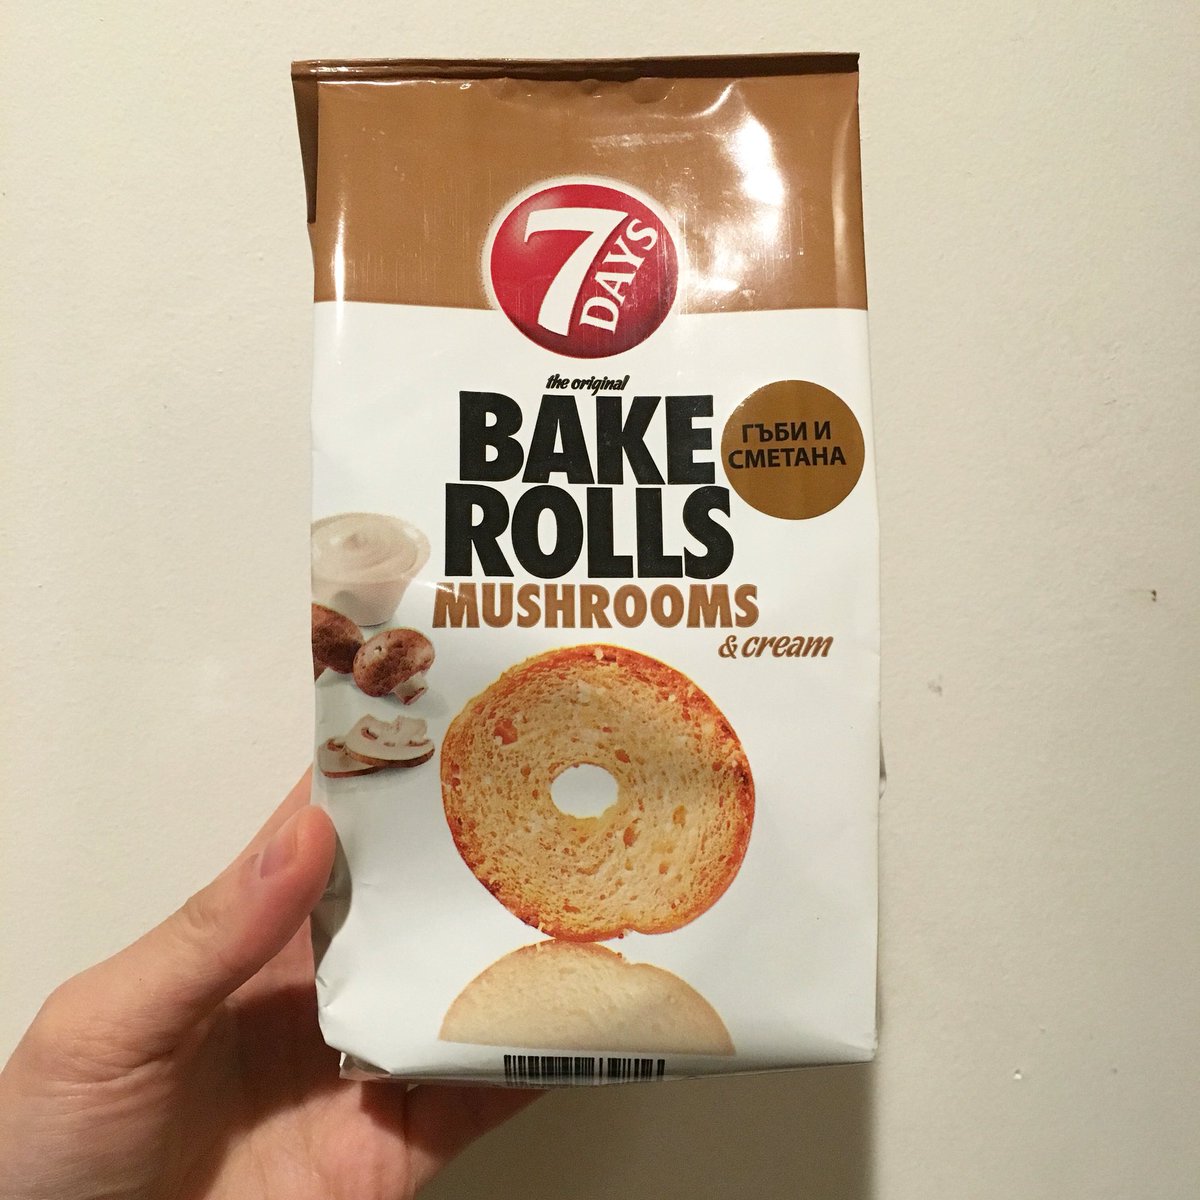 7
DAYS
the original
BAKE
ROLLS
ГЪБИ И
СМЕТАНА
MUSHROOMS
& cream